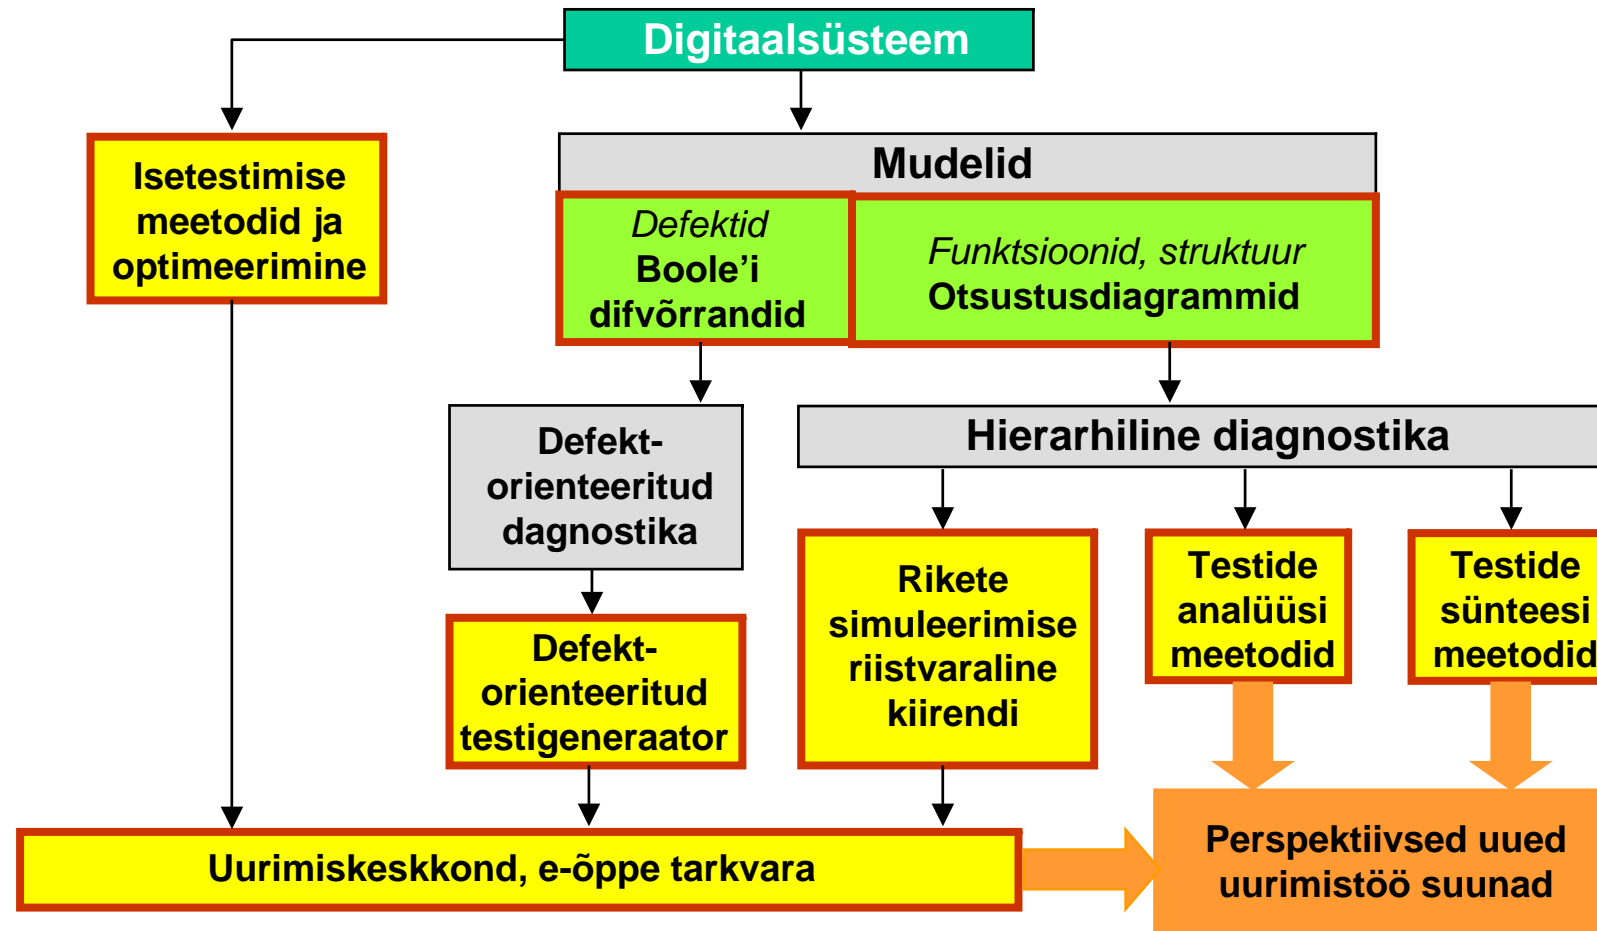 Digitaalsüsteem
Isetestimise
meetodid ja
optimeerimine
Mudelid
Defektid
Boole’i
difvõrrandid
Funktsioonid, struktuur
Otsustusdiagrammid
Defekt-
orienteeritud
dagnostika
Hierarhiline diagnostika
Defekt-
orienteeritud
testigeneraator
Rikete
simuleerimise
riistvaraline
kiirendi
Testide
analüüsi
meetodid
Testide
sünteesi
meetodid
Uurimiskeskkond, e-õppe tarkvara
Perspektiivsed uued
uurimistöö suunad